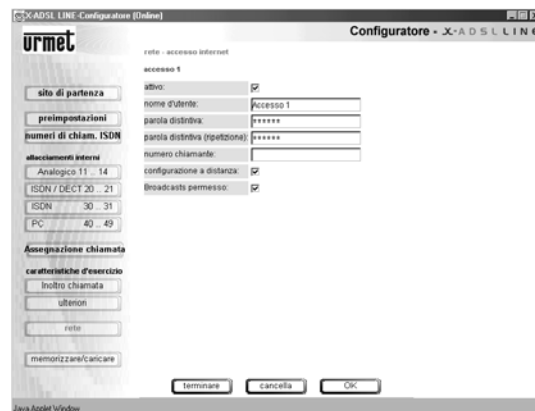 X-ADSL LINE-Configuratore (Online)
urmet
Configuratore - X-ADSL LINE
rete - accesso internet
accesso 1
attivo:
nome d'utente: Accesso 1
parola distintiva: ******
parola distintiva (ripetizione): ******
numero chiamante:
configurazione a distanza:
Broadcasts permesso:
sito di partenza
preimpostazioni
numeri di chiam. ISDN
allacciamenti interni
Analogico 11 .. 14
ISDN / DECT 20 .. 21
ISDN 30 .. 31
PC 40 .. 49
Assegnazione chiamata
caratteristiche d'esercizio
Inoltro chiamata
ulteriori
rete
memorizzare/caricare
terminare cancella OK
Java Applet Window